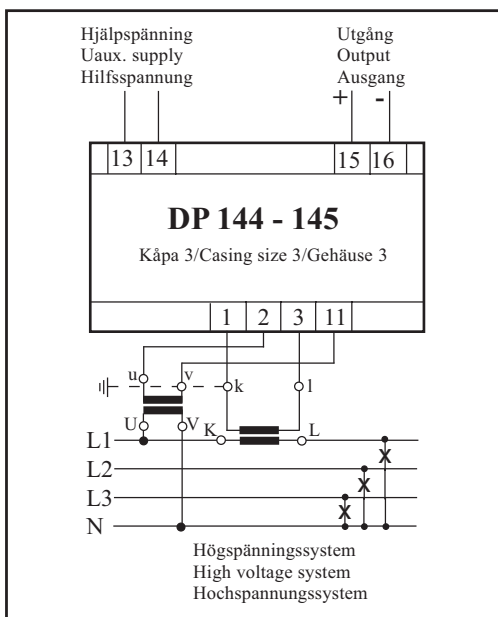 Hjälpspänning
Uaux. supply
Hilfsspannung
Utgång
Output
Ausgang
+ -
13 14 15 16
DP 144 - 145
Kåpa 3/Casing size 3/Gehäuse 3
1 2 3 11
u v k l
U V K L
L1
L2
L3
N
X
X
X
Högspänningssystem
High voltage system
Hochspannungssystem